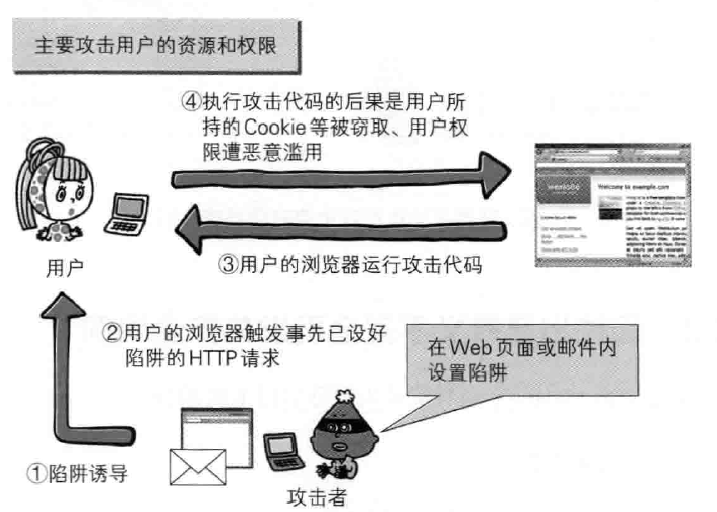 主要攻击用户的资源和权限
④执行攻击代码的后果是用户所
持的Cookie等被窃取、用户权
限遭恶意滥用
website
Welcome to example.com
用户
③用户的浏览器运行攻击代码
②用户的浏览器触发事先已设好
陷阱的HTTP请求
在Web页面或邮件内
设置陷阱
①陷阱诱导
攻击者